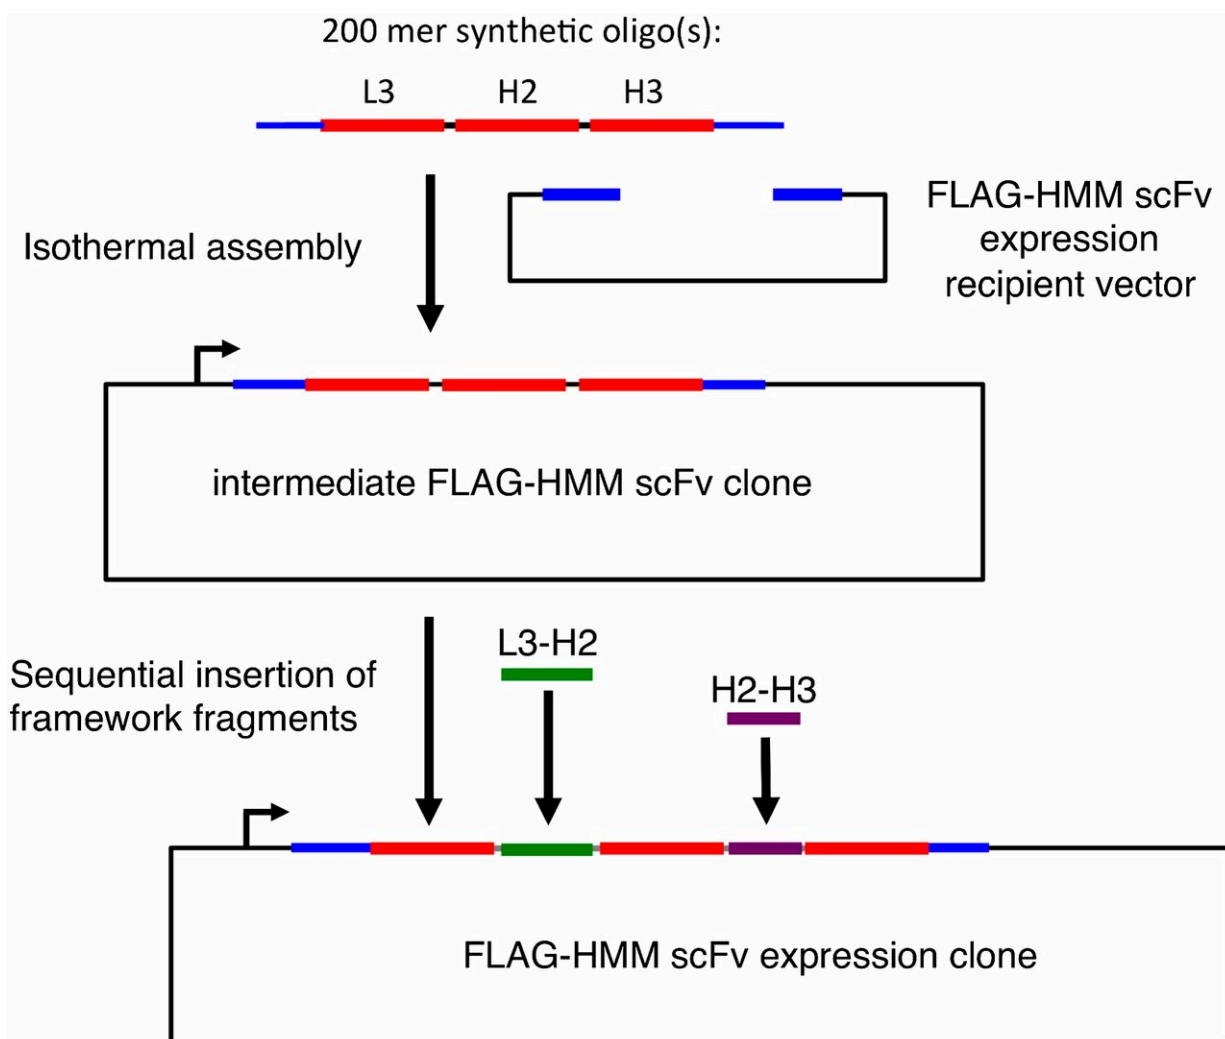 200 mer synthetic oligo(s):
L3 H2 H3
FLAG-HMM scFv
expression
recipient vector
Isothermal assembly
intermediate FLAG-HMM scFv clone
Sequential insertion of
framework fragments
L3-H2
H2-H3
FLAG-HMM scFv expression clone